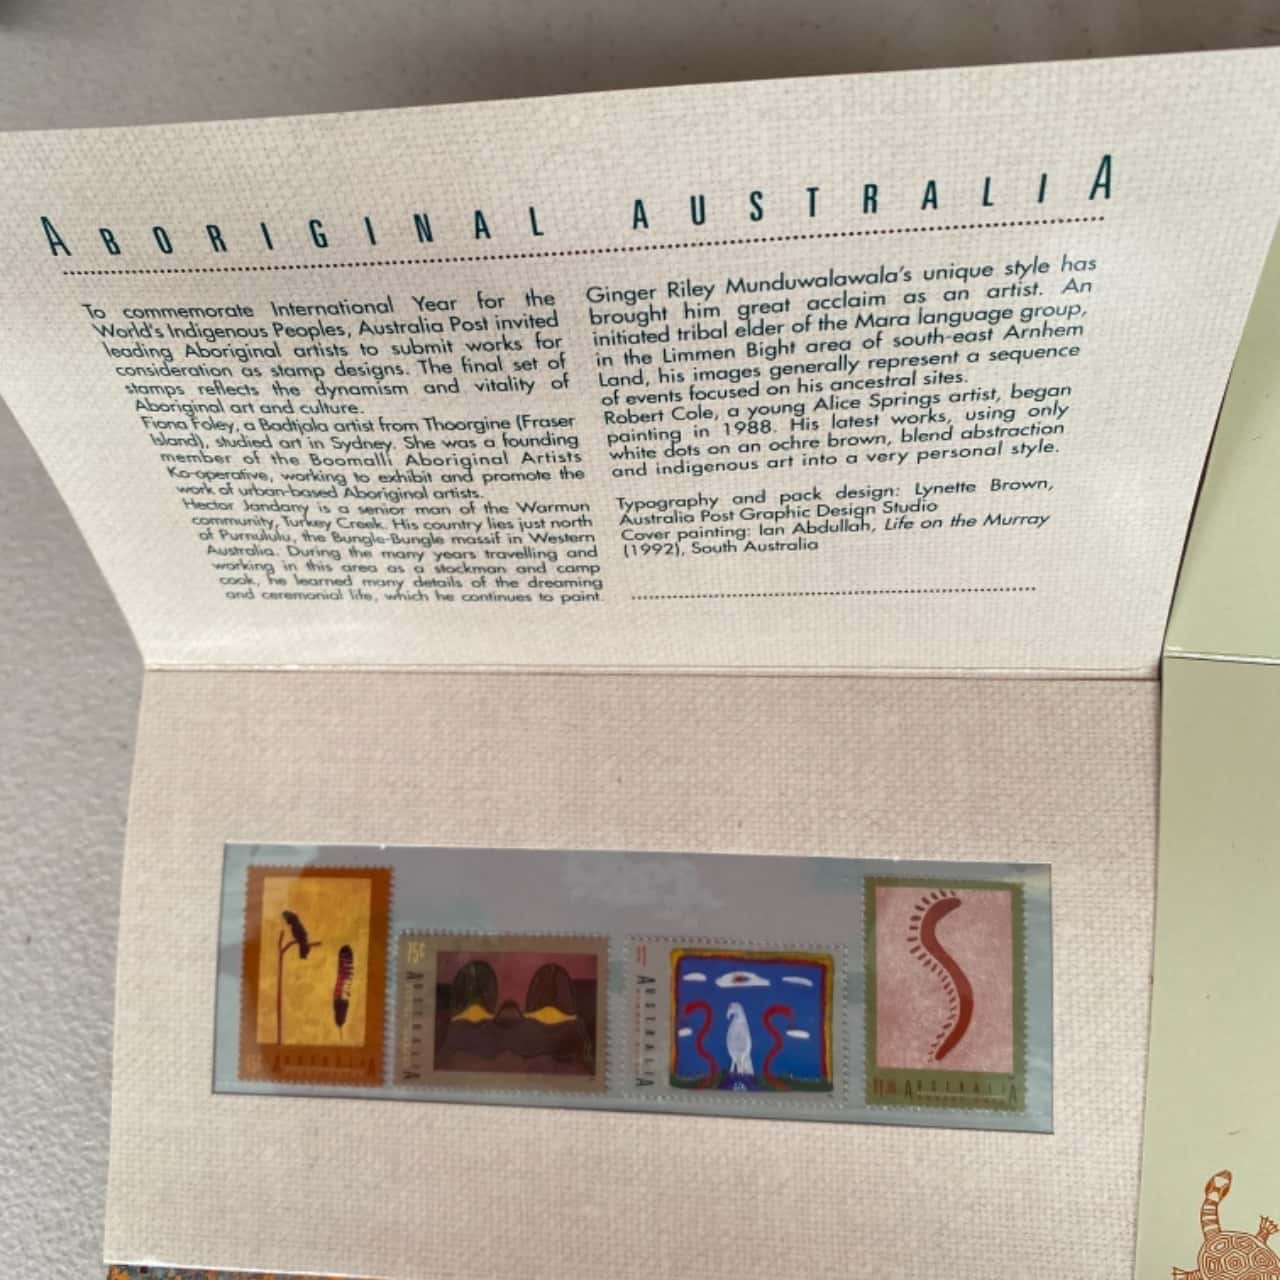 ABORIGINAL AUSTRALIA
To commemorate International Year for the
World's Indigenous Peoples, Australia Post invited
leading Aboriginal artists to submit works for
consideration as stamp designs. The final set of
stamps reflects the dynamism and vitality of
Aboriginal art and culture.
Fiona Foley, a Badtjala artist from Thoorgine (Fraser
Island), studied art in Sydney. She was a founding
member of the Boomalli Aboriginal Artists
Ko-operative, working to exhibit and promote the
work of urban-based Aboriginal artists.
Hector Jandany is a senior man of the Warmun
community, Turkey Creek. His country lies just north
of Purnululu, the Bungle-Bungle massif in Western
Australia. During the many years travelling and
working in this area as a stockman and camp
cook, he learned many details of the dreaming
and ceremonial life, which he continues to paint.
Ginger Riley Munduwalawala's unique style has
brought him great acclaim as an artist. An
initiated tribal elder of the Mara language group,
in the Limmen Bight area of south-east Arnhem
Land, his images generally represent a sequence
of events focused on his ancestral sites.
Robert Cole, a young Alice Springs artist, began
painting in 1988. His latest works, using only
white dots on an ochre brown, blend abstraction
and indigenous art into a very personal style.
Typography and pack design: Lynette Brown,
Australia Post Graphic Design Studio
Cover painting: Ian Abdullah, Life on the Murray
(1992), South Australia
AUSTRALIA
75c
AUSTRALIA
AUSTRALIA
AUSTRALIA